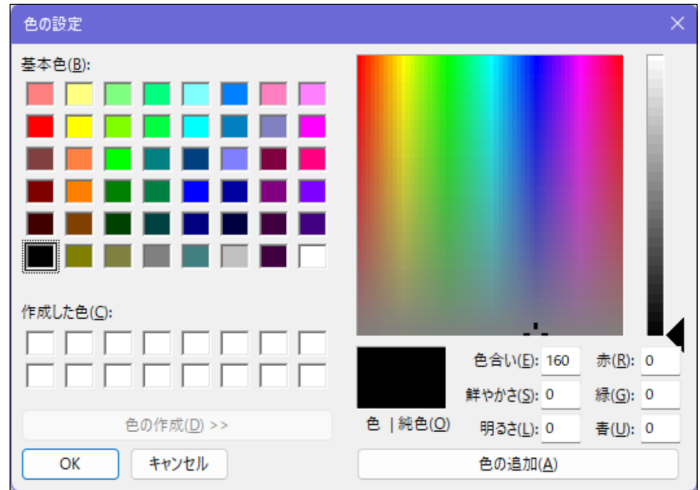 色の設定
基本色(B):
作成した色(C):
色の作成(D) >>
OK
キャンセル
色 | 純色(O)
色合い(E): 160
赤(R): 0
鮮やかさ(S): 0
緑(G): 0
明るさ(L): 0
青(U): 0
色の追加(A)